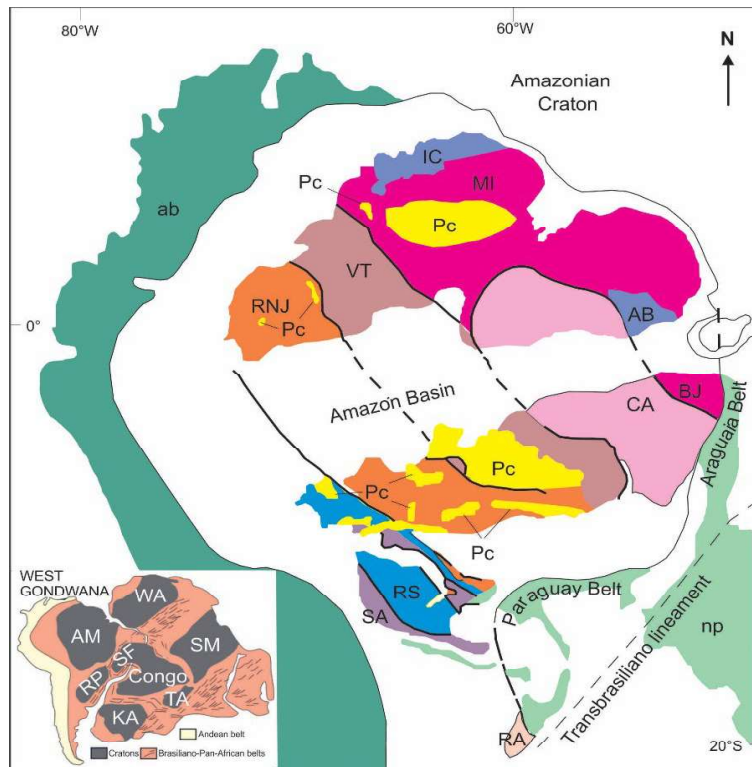 80°W
60°W
N
Amazonian
Craton
IC
MI
Pc
Pc
ab
VT
RNJ
Pc
AB
0°
Amazon Basin
CA
BJ
Araguaia Belt
Pc
Pc
Pc
RS
SA
Paraguay Belt
Transbrasiliano lineament
np
RA
20°S
WEST
GONDWANA
WA
AM
SF
SM
RP
Congo
TA
KA
Andean belt
Cratons
Brasiliano-Pan-African belts